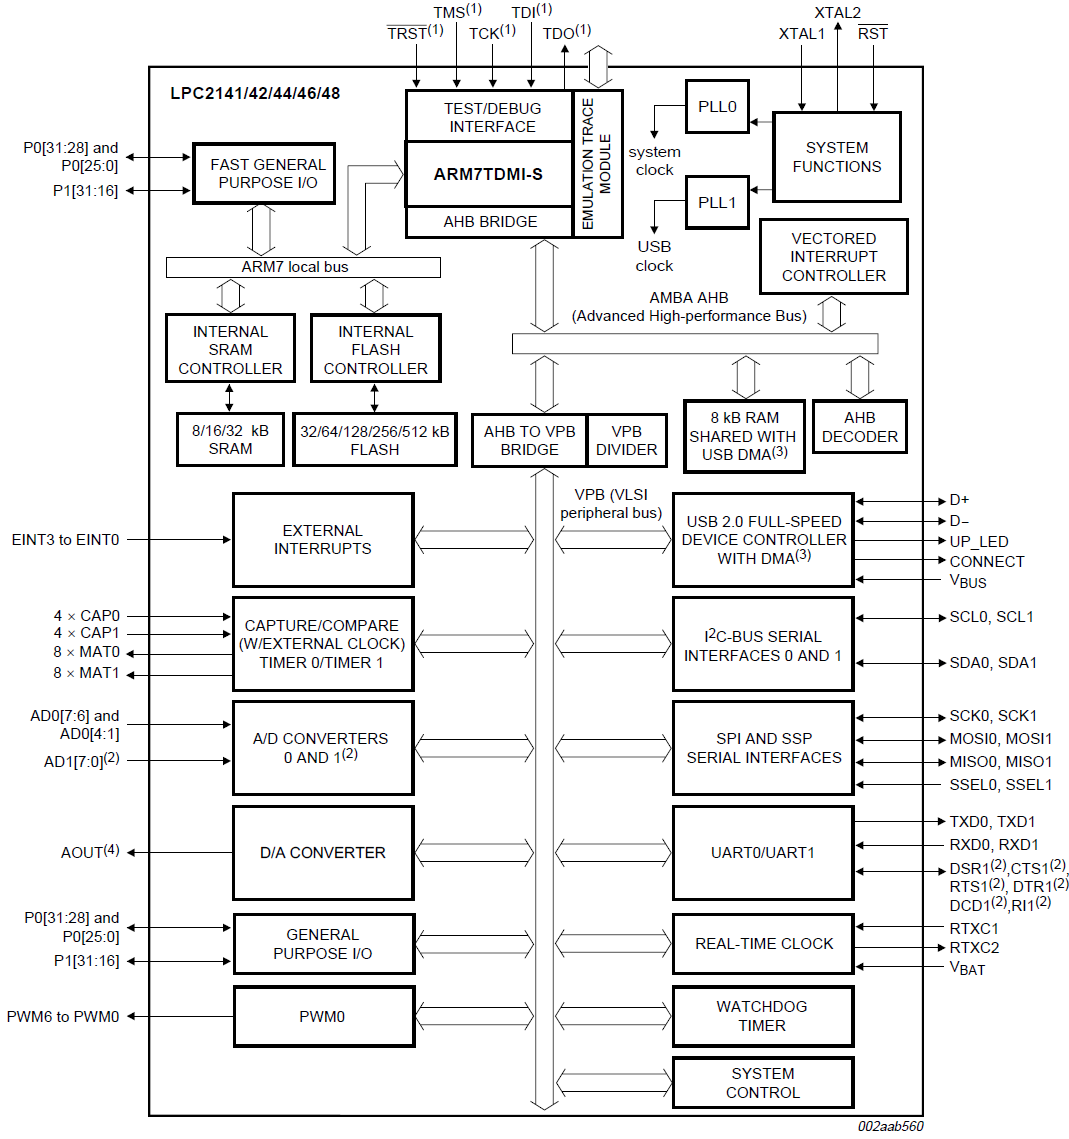 TMS(1)
TDI(1)
XTAL2
TRST(1)
TCK(1)
TDO(1)
XTAL1
RST
LPC2141/42/44/46/48
TEST/DEBUG
INTERFACE
ARM7TDMI-S
AHB BRIDGE
EMULATION TRACE
MODULE
PLL0
system
clock
PLL1
USB
clock
SYSTEM
FUNCTIONS
P0[31:28] and
P0[25:0]
P1[31:16]
FAST GENERAL
PURPOSE I/O
VECTORED
INTERRUPT
CONTROLLER
ARM7 local bus
AMBA AHB
(Advanced High-performance Bus)
INTERNAL
SRAM
CONTROLLER
INTERNAL
FLASH
CONTROLLER
8/16/32 kB
SRAM
32/64/128/256/512 kB
FLASH
AHB TO VPB
BRIDGE
VPB
DIVIDER
8 kB RAM
SHARED WITH
USB DMA(3)
AHB
DECODER
VPB (VLSI
peripheral bus)
EINT3 to EINT0
EXTERNAL
INTERRUPTS
USB 2.0 FULL-SPEED
DEVICE CONTROLLER
WITH DMA(3)
D+
D−
UP_LED
CONNECT
VBUS
4 × CAP0
4 × CAP1
8 × MAT0
8 × MAT1
CAPTURE/COMPARE
(W/EXTERNAL CLOCK)
TIMER 0/TIMER 1
I2C-BUS SERIAL
INTERFACES 0 AND 1
SCL0, SCL1
SDA0, SDA1
AD0[7:6] and
AD0[4:1]
AD1[7:0](2)
A/D CONVERTERS
0 AND 1(2)
SPI AND SSP
SERIAL INTERFACES
SCK0, SCK1
MOSI0, MOSI1
MISO0, MISO1
SSEL0, SSEL1
AOUT(4)
D/A CONVERTER
UART0/UART1
TXD0, TXD1
RXD0, RXD1
DSR1(2),CTS1(2),
RTS1(2), DTR1(2)
DCD1(2),RI1(2)
P0[31:28] and
P0[25:0]
P1[31:16]
GENERAL
PURPOSE I/O
REAL-TIME CLOCK
RTXC1
RTXC2
VBAT
PWM6 to PWM0
PWM0
WATCHDOG
TIMER
SYSTEM
CONTROL
002aab560